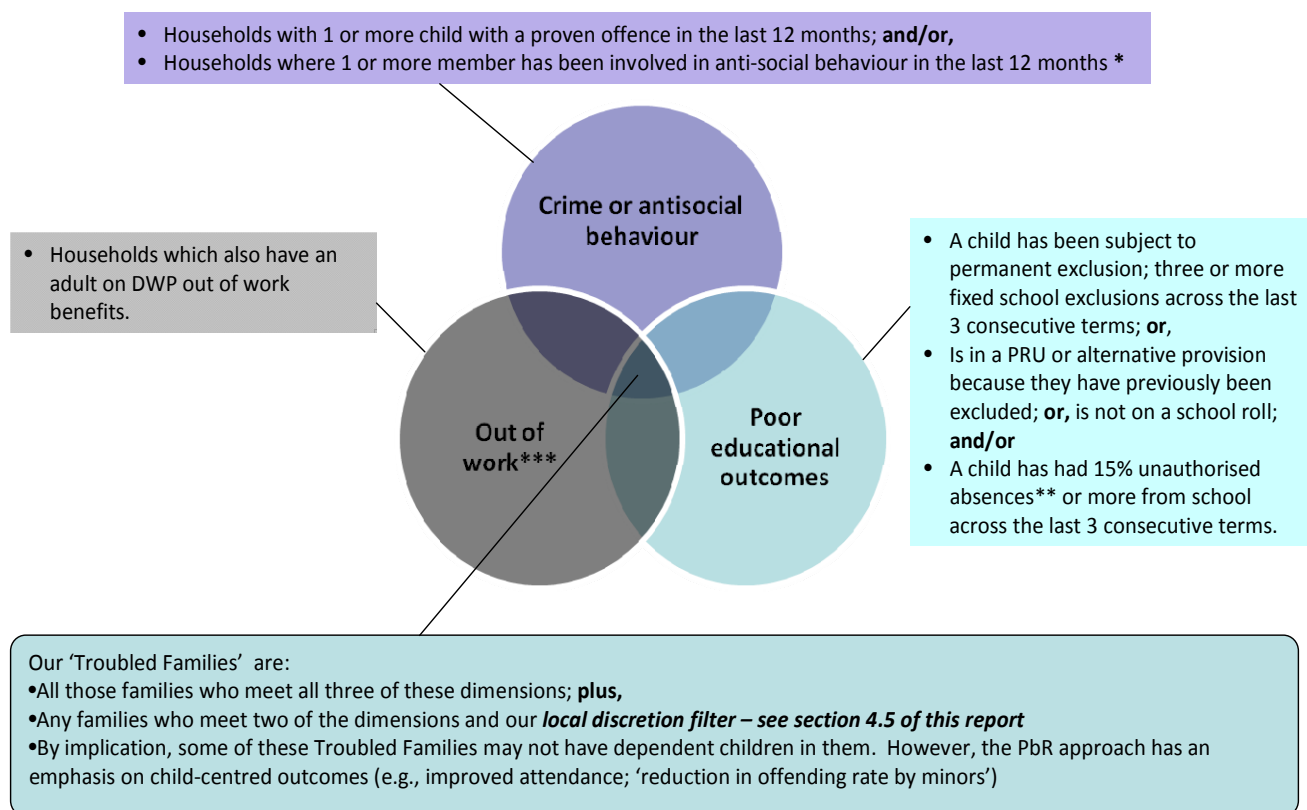 • Households with 1 or more child with a proven offence in the last 12 months; and/or,
• Households where 1 or more member has been involved in anti-social behaviour in the last 12 months *
Crime or antisocial
behaviour
• Households which also have an
adult on DWP out of work
benefits.
• A child has been subject to
permanent exclusion; three or more
fixed school exclusions across the last
3 consecutive terms; or,
• Is in a PRU or alternative provision
because they have previously been
excluded; or, is not on a school roll;
and/or
• A child has had 15% unauthorised
absences** or more from school
across the last 3 consecutive terms.
Out of
work***
Poor
educational
outcomes
Our ‘Troubled Families’ are:
•All those families who meet all three of these dimensions; plus,
•Any families who meet two of the dimensions and our local discretion filter – see section 4.5 of this report
•By implication, some of these Troubled Families may not have dependent children in them. However, the PbR approach has an
emphasis on child-centred outcomes (e.g., improved attendance; ‘reduction in offending rate by minors’)